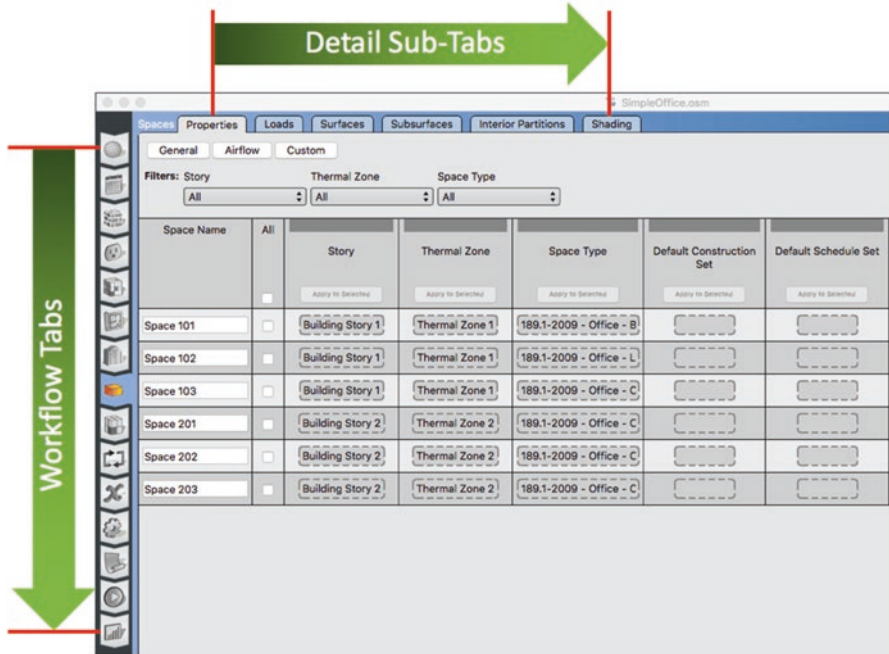 Detail Sub-Tabs
SimpleOffice.osm
Spaces Properties Loads Surfaces Subsurfaces Interior Partitions Shading
General Airflow Custom
Filters: Story Thermal Zone Space Type
All All All
Space Name All Story Thermal Zone Space Type Default Construction Set Default Schedule Set
Apply to Selected Apply to Selected Apply to Selected Apply to Selected Apply to Selected
Space 101 Building Story 1 Thermal Zone 1 189.1-2009 - Office - B
Space 102 Building Story 1 Thermal Zone 1 189.1-2009 - Office - L
Space 103 Building Story 1 Thermal Zone 1 189.1-2009 - Office - C
Space 201 Building Story 2 Thermal Zone 2 189.1-2009 - Office - C
Space 202 Building Story 2 Thermal Zone 2 189.1-2009 - Office - C
Space 203 Building Story 2 Thermal Zone 2 189.1-2009 - Office - C
Workflow Tabs